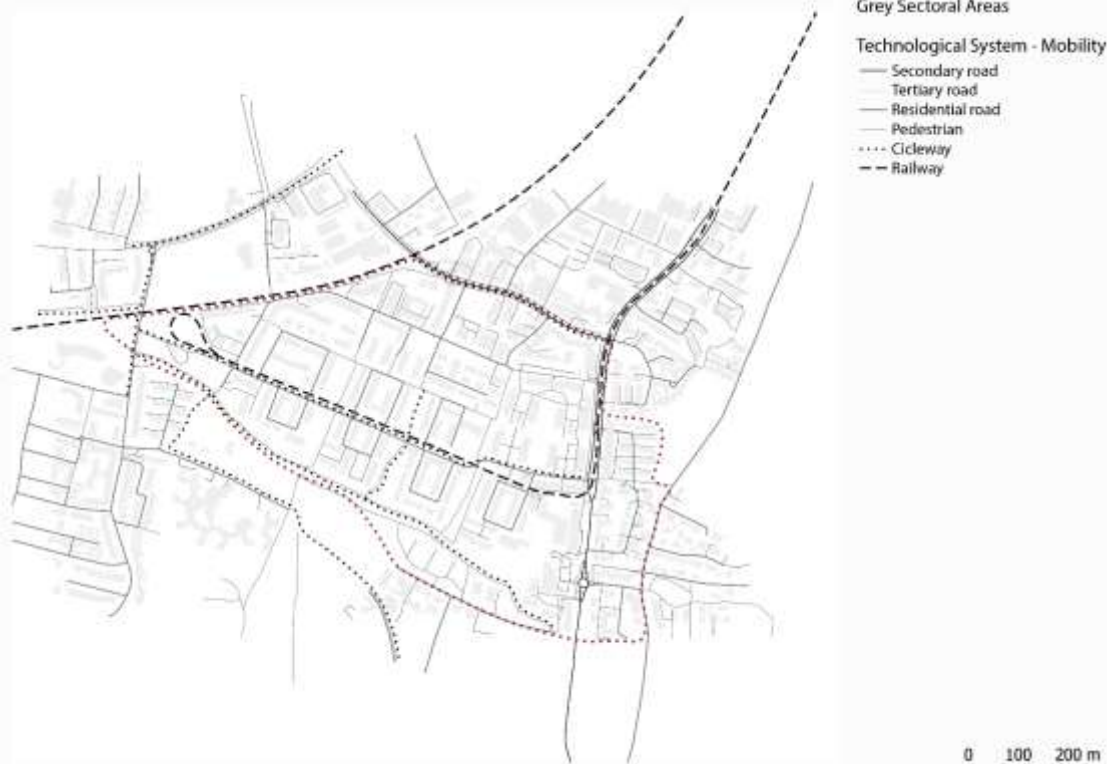 Grey Sectoral Areas
Technological System - Mobility
Secondary road
Tertiary road
Residential road
Pedestrian
Cicleway
Railway
0 100 200 m